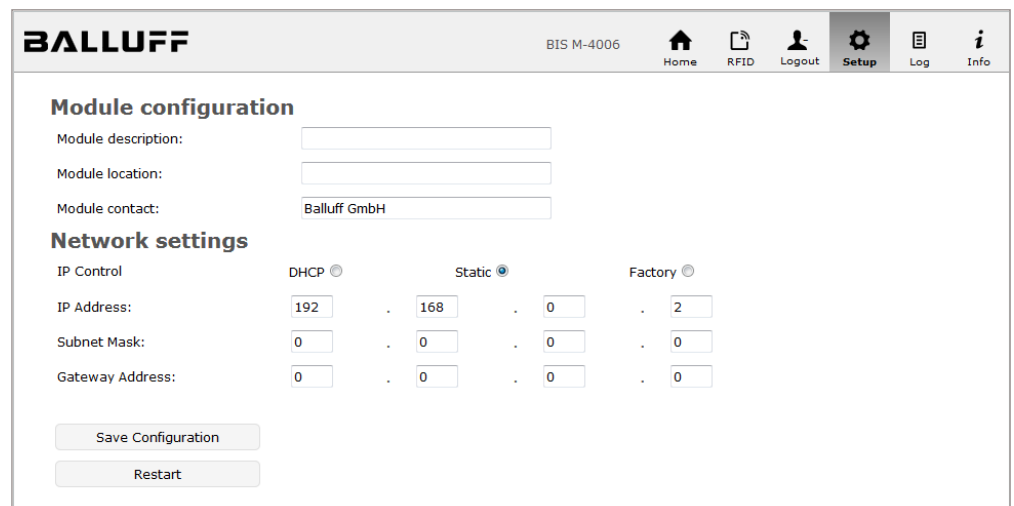 BALLUFF
BIS M-4006
Home
RFID
Logout
Setup
Log
Info
Module configuration
Module description:
Module location:
Module contact: Balluff GmbH
Network settings
IP Control DHCP Static Factory
IP Address: 192 . 168 . 0 . 2
Subnet Mask: 0 . 0 . 0 . 0
Gateway Address: 0 . 0 . 0 . 0
Save Configuration
Restart